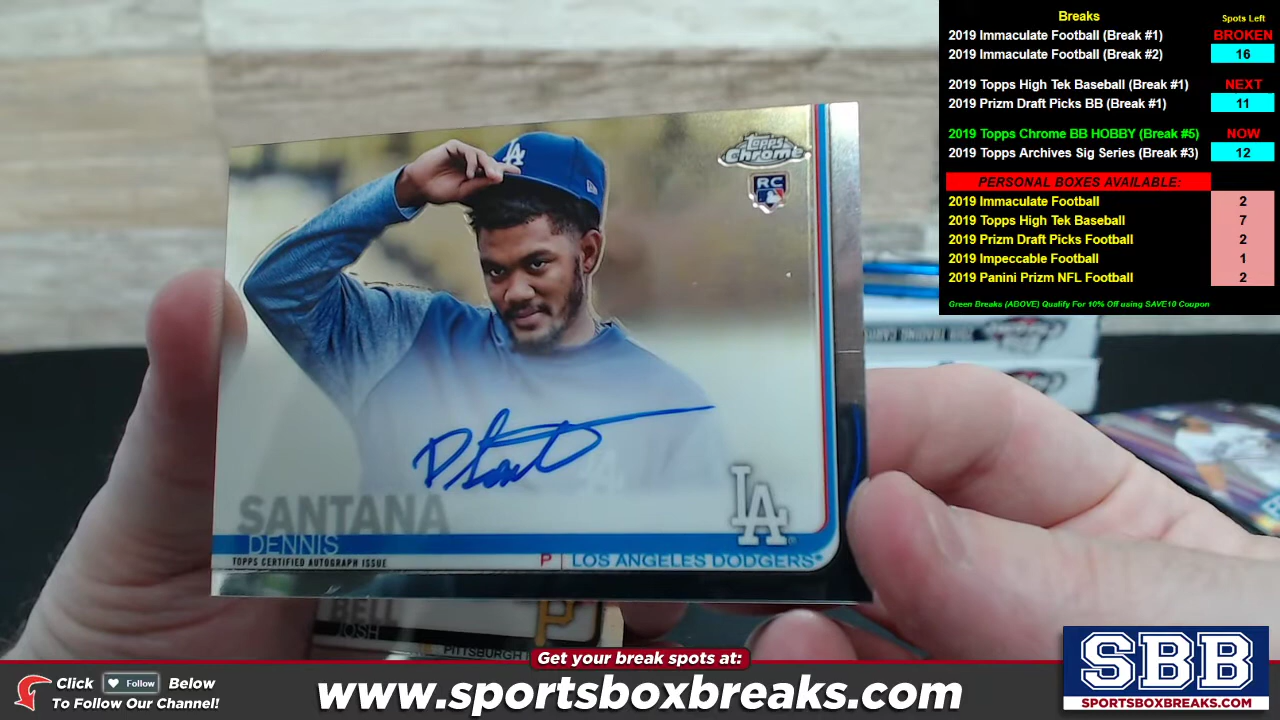 Breaks Spots Left
2019 Immaculate Football (Break #1) BROKEN
2019 Immaculate Football (Break #2) 16
2019 Topps High Tek Baseball (Break #1) NEXT
2019 Prizm Draft Picks BB (Break #1) 11
2019 Topps Chrome BB HOBBY (Break #5) NOW
2019 Topps Archives Sig Series (Break #3) 12
PERSONAL BOXES AVAILABLE:
2019 Immaculate Football 2
2019 Topps High Tek Baseball 7
2019 Prizm Draft Picks Football 2
2019 Impeccable Football 1
2019 Panini Prizm NFL Football 2
Green Breaks (ABOVE) Qualify For 10% Off using SAVE10 Coupon
Topps
Chrome
RC
LA
SANTANA
DENNIS
LA
TOPPS CERTIFIED AUTOGRAPH ISSUE P LOS ANGELES DODGERS
BELL
JOSH
P
PITTSBURGH
Get your break spots at:
Click Follow Below
To Follow Our Channel!
www.sportsboxbreaks.com
SBB
SPORTSBOXBREAKS.COM